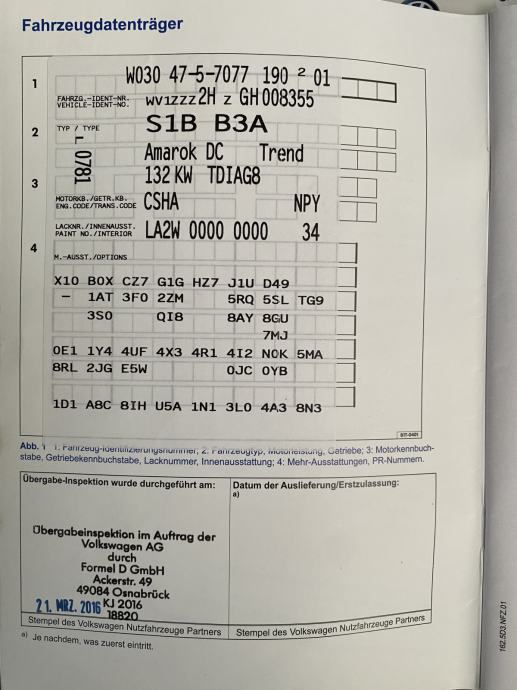 Fahrzeugdatenträger
1
W030 47-5-7077 190 2 01
FAHRZG.-IDENT-NR.
VEHICLE-IDENT-NO.
WV1ZZZ2H Z GH008355
2
TYP / TYPE
S1B B3A
L 0781
Amarok DC Trend
132 KW TDIAG8
3
MOTORKB./GETR.KB.
ENG.CODE/TRANS.CODE
CSHA NPY
LACKNR./INNENAUSST.
PAINT NO./INTERIOR
LA2W 0000 0000 34
4
M.-AUSST./OPTIONS
X10 B0X CZ7 G1G HZ7 J1U D49
- 1AT 3F0 2ZM 5RQ 5SL TG9
3S0 QI8 8AY 8GU
7MJ
0E1 1Y4 4UF 4X3 4R1 4I2 N0K 5MA
8RL 2JG E5W 0JC 0YB
1D1 A8C 8IH U5A 1N1 3L0 4A3 8N3
B1T-0401
Abb. 1 1: Fahrzeug-Identifizierungsnummer; 2: Fahrzeugtyp, Motorleistung, Getriebe; 3: Motorkennbuch-
stabe, Getriebekennbuchstabe, Lacknummer, Innenausstattung; 4: Mehr-Ausstattungen, PR-Nummern.
Übergabe-Inspektion wurde durchgeführt am:
Datum der Auslieferung/Erstzulassung:
a)
Übergabeinspektion im Auftrag der
Volkswagen AG
durch
Formel D GmbH
Ackerstr. 49
49084 Osnabrück
21. MRZ. 2016 KJ 2016
18820
Stempel des Volkswagen Nutzfahrzeuge Partners
Stempel des Volkswagen Nutzfahrzeuge Partners
a) Je nachdem, was zuerst eintritt.
162.5D3.NFZ.01